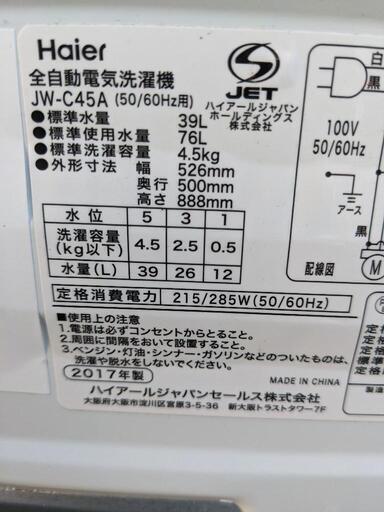 Haier
全自動電気洗濯機
JW-C45A (50/60Hz用)
S
JET
ハイアールジャパン
ホールディングス
株式会社
■標準水量 39L
■標準使用水量 76L
■標準洗濯容量 4.5kg
■外形寸法 幅 526mm
奥行 500mm
高さ 888mm
水位 5 3 1
洗濯容量(kg以下) 4.5 2.5 0.5
水量(L) 39 26 12
定格消費電力 215/285W(50/60Hz)
白
黒
100V
50/60Hz
アース
黒
配線図
M
■使用上の注意
1.電源は必ずコンセントからとること。
2.周囲に間隔をおいて設置すること。
3.ベンジン・灯油・シンナー・ガソリンなどのついたものは、
洗濯や脱水をしないでください。
2017年製
MADE IN CHINA
ハイアールジャパンセールス株式会社
大阪府大阪市淀川区宮原3-5-36 新大阪トラストタワー7F